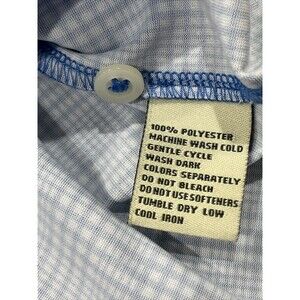 100% POLYESTER
MACHINE WASH COLD
GENTLE CYCLE
WASH DARK
COLORS SEPARATELY
DO NOT BLEACH
DO NOT USE SOFTENERS
TUMBLE DRY LOW
COOL IRON